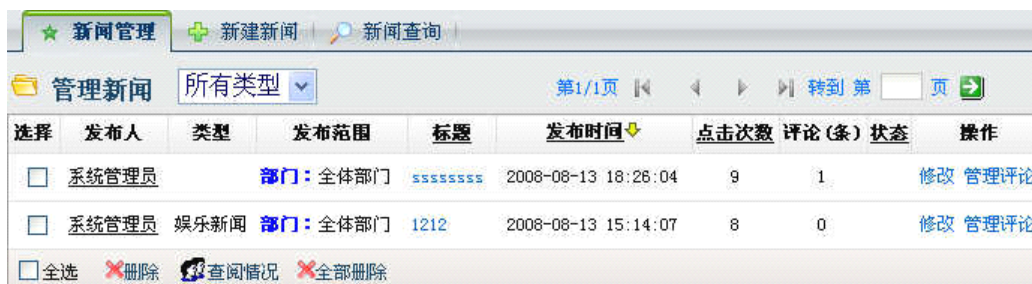 新闻管理 新建新闻 新闻查询
管理新闻 所有类型 第1/1页 转到 第 页
选择 发布人 类型 发布范围 标题 发布时间 点击次数 评论(条) 状态 操作
系统管理员 部门：全体部门 ssssssss 2008-08-13 18:26:04 9 1 修改 管理评论
系统管理员 娱乐新闻 部门：全体部门 1212 2008-08-13 15:14:07 8 0 修改 管理评论
全选 删除 查阅情况 全部删除